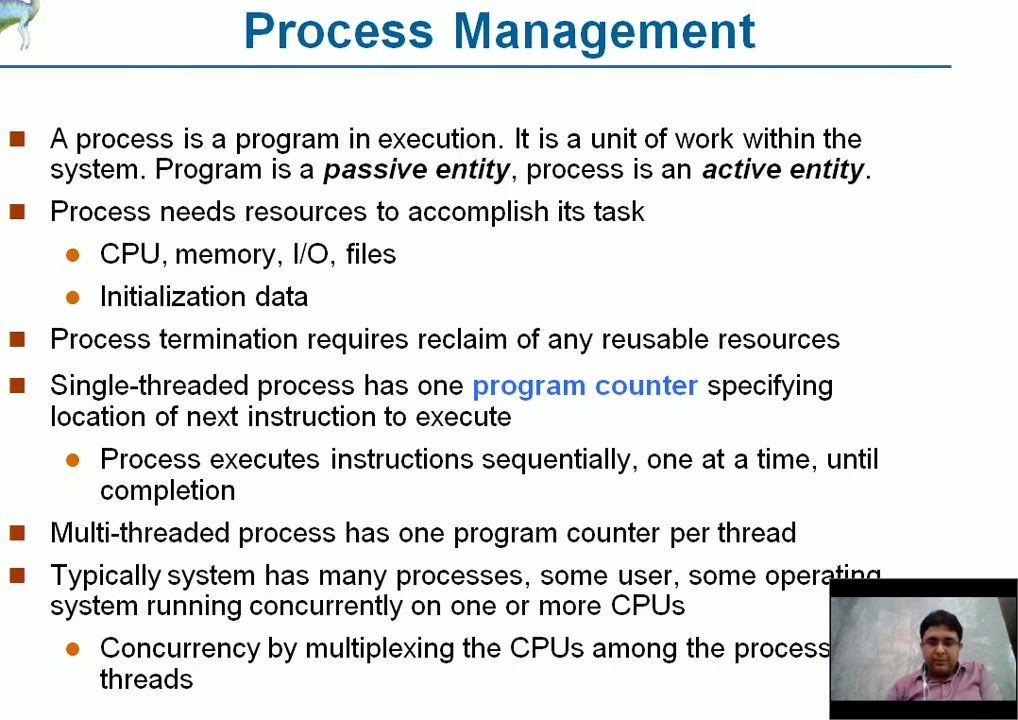 Process Management
A process is a program in execution. It is a unit of work within the
system. Program is a passive entity, process is an active entity.
Process needs resources to accomplish its task
CPU, memory, I/O, files
Initialization data
Process termination requires reclaim of any reusable resources
Single-threaded process has one program counter specifying
location of next instruction to execute
Process executes instructions sequentially, one at a time, until
completion
Multi-threaded process has one program counter per thread
Typically system has many processes, some user, some operating
system running concurrently on one or more CPUs
Concurrency by multiplexing the CPUs among the process
threads